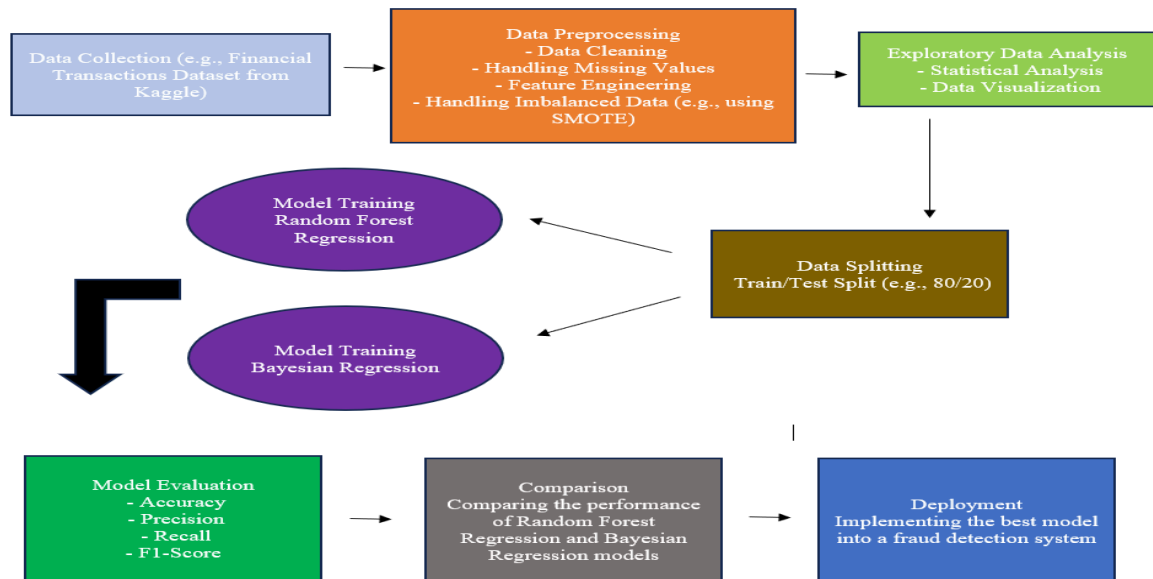 Data Collection (e.g., Financial
Transactions Dataset from
Kaggle)
Data Preprocessing
- Data Cleaning
- Handling Missing Values
- Feature Engineering
- Handling Imbalanced Data (e.g., using
SMOTE)
Exploratory Data Analysis
- Statistical Analysis
- Data Visualization
Model Training
Random Forest
Regression
Data Splitting
Train/Test Split (e.g., 80/20)
Model Training
Bayesian Regression
Model Evaluation
- Accuracy
- Precision
- Recall
- F1-Score
Comparison
Comparing the performance
of Random Forest
Regression and Bayesian
Regression models
Deployment
Implementing the best model
into a fraud detection system